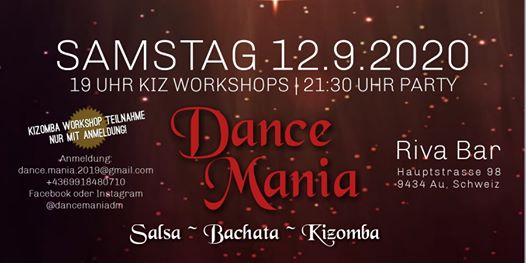 SAMSTAG 12.9.2020
19 UHR KIZ WORKSHOPS | 21:30 UHR PARTY
KIZOMBA WORKSHOP TEILNAHME
NUR MIT ANMELDUNG!
Anmeldung:
dance.mania.2019@gmail.com
+4369918480710
Facebook oder Instagram
@dancemaniadm
Dance
Mania
Riva Bar
Hauptstrasse 98
9434 Au, Schweiz
Salsa ~ Bachata ~ Kizomba